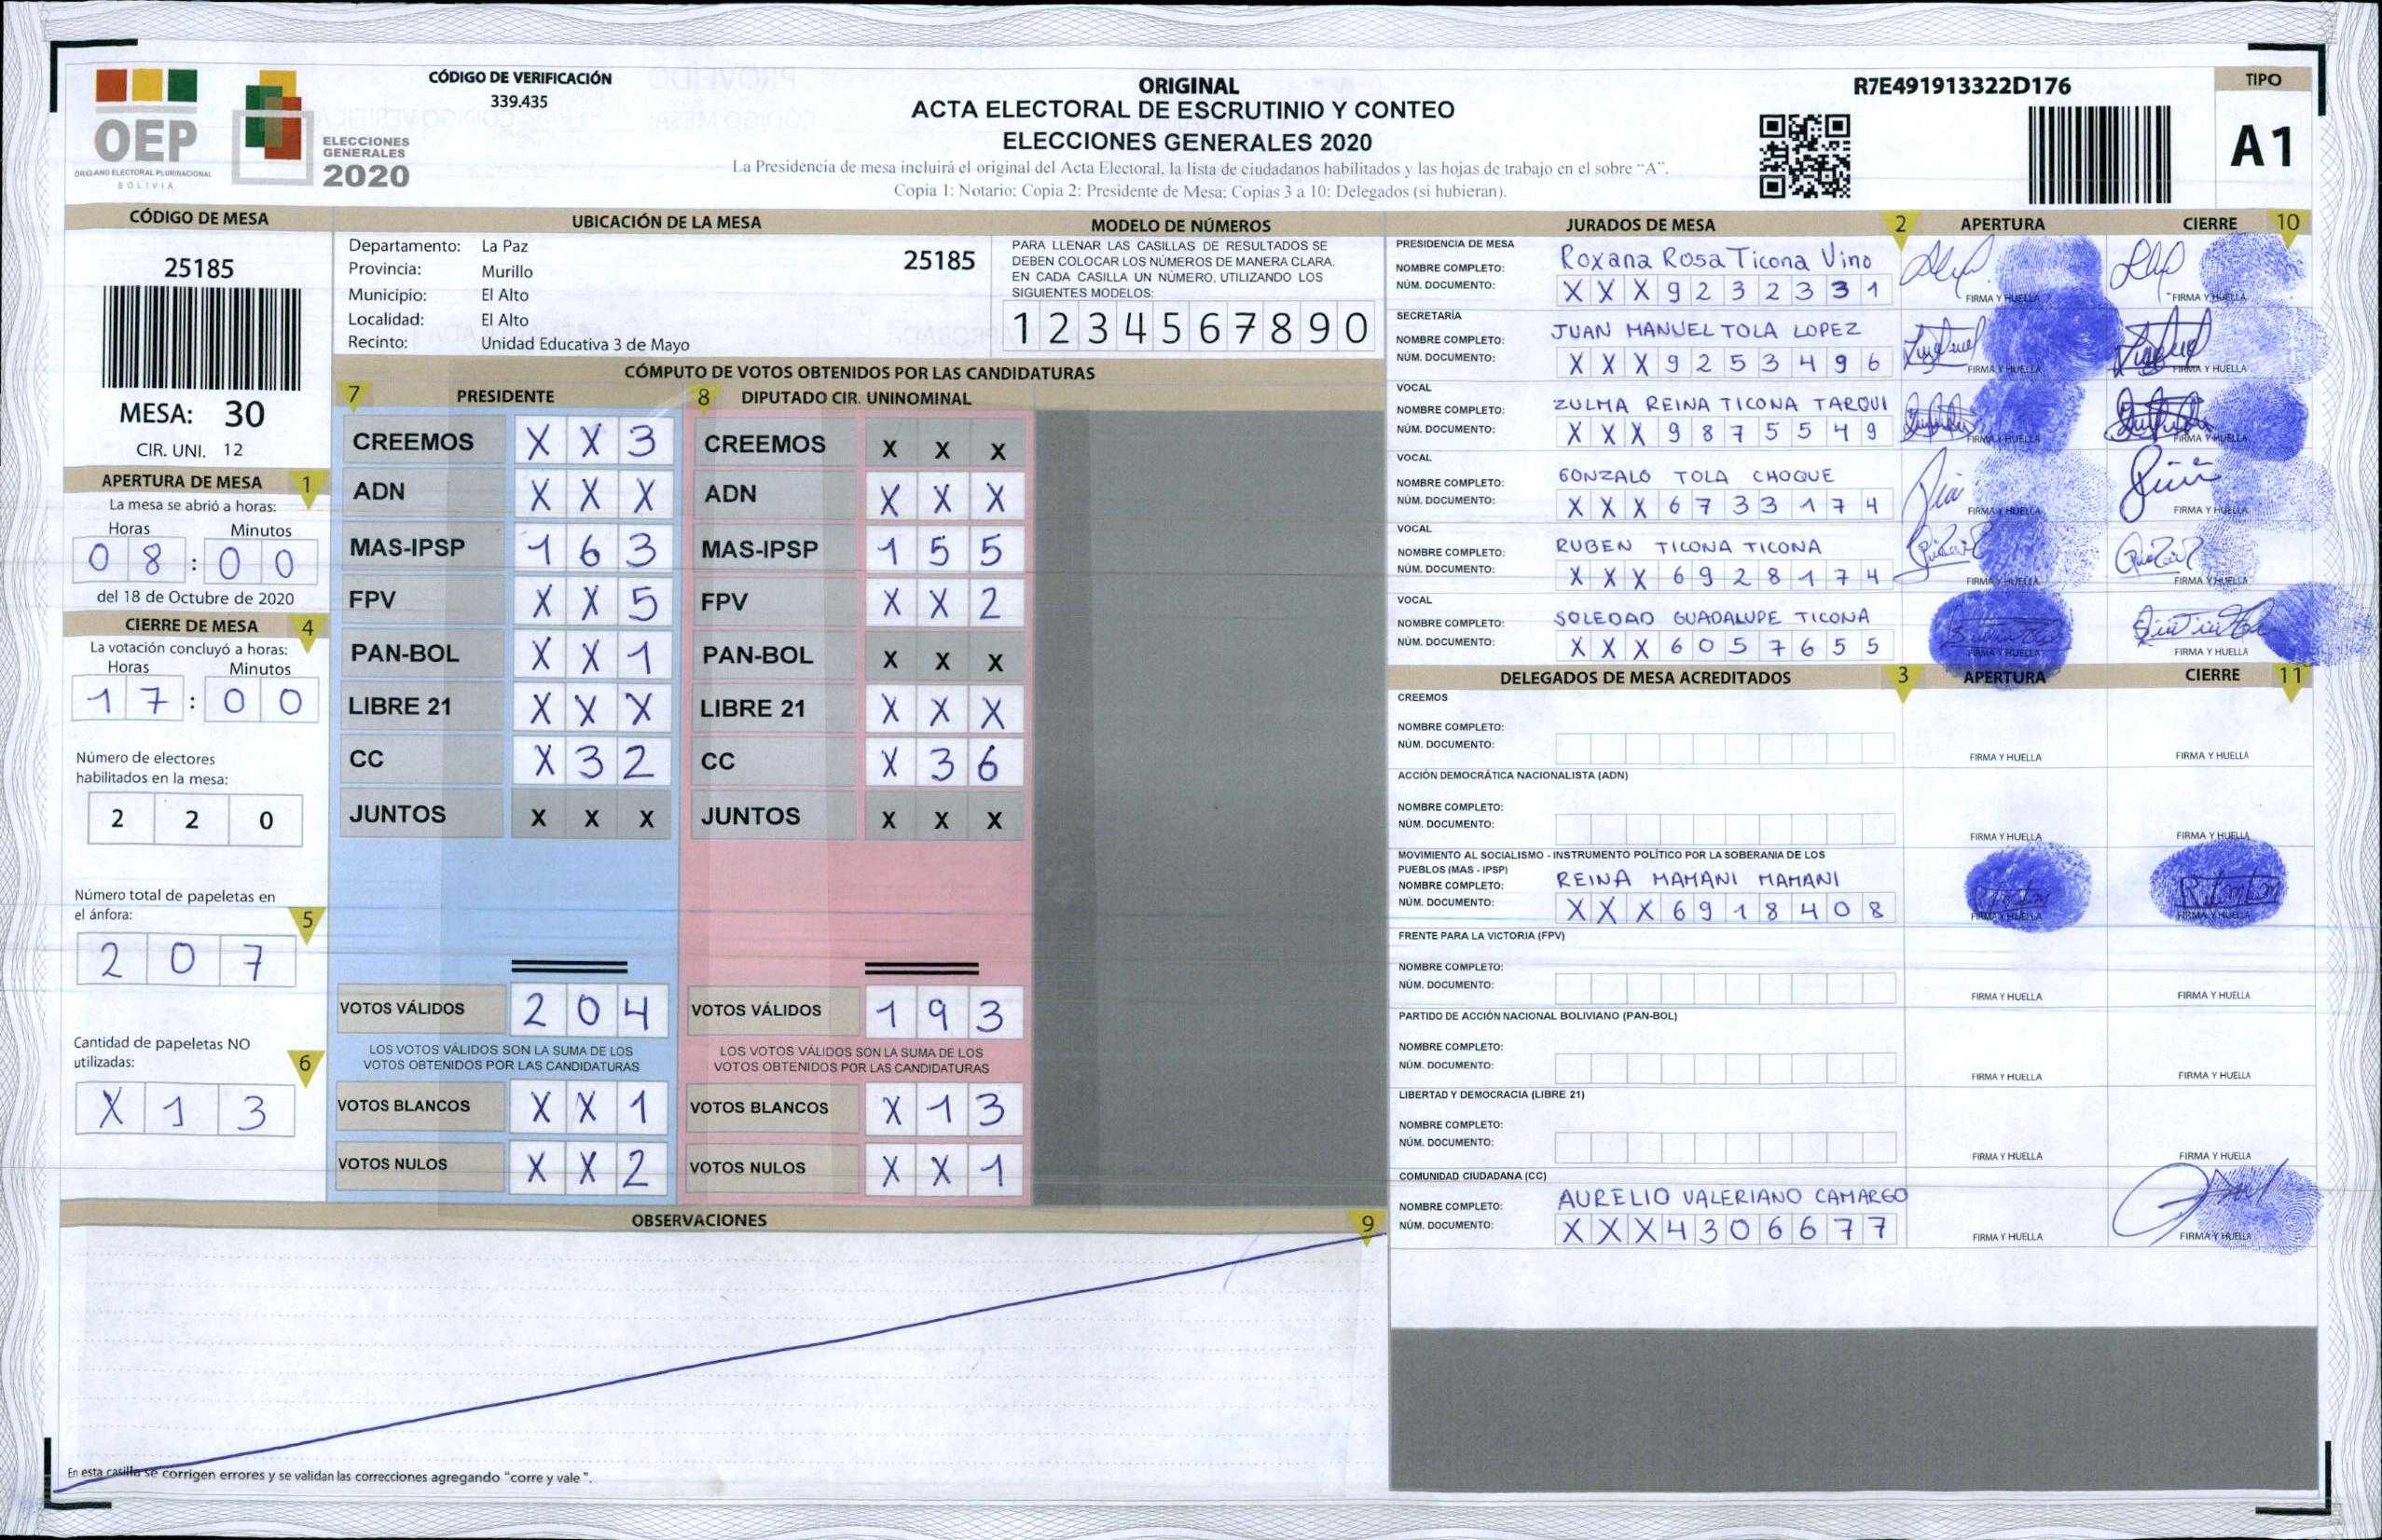 OEP
ORGANO ELECTORAL PLURINACIONAL
BOLIVIA
ELECCIONES
GENERALES
2020
CÓDIGO DE VERIFICACIÓN
339.435
ORIGINAL
ACTA ELECTORAL DE ESCRUTINIO Y CONTEO
ELECCIONES GENERALES 2020
La Presidencia de mesa incluirá el original del Acta Electoral, la lista de ciudadanos habilitados y las hojas de trabajo en el sobre "A".
Copia 1: Notario; Copia 2: Presidente de Mesa; Copias 3 a 10: Delegados (si hubieran).
R7E491913322D176
TIPO
A1
CÓDIGO DE MESA
25185
MESA: 30
CIR. UNI. 12
APERTURA DE MESA 1
La mesa se abrió a horas:
Horas Minutos
0 8 : 0 0
del 18 de Octubre de 2020
CIERRE DE MESA 4
La votación concluyó a horas:
Horas Minutos
1 7 : 0 0
Número de electores
habilitados en la mesa:
2 2 0
Número total de papeletas en
el ánfora: 5
2 0 7
Cantidad de papeletas NO
utilizadas: 6
X 1 3
UBICACIÓN DE LA MESA
Departamento: La Paz
25185
Provincia: Murillo
Municipio: El Alto
Localidad: El Alto
Recinto: Unidad Educativa 3 de Mayo
MODELO DE NÚMEROS
PARA LLENAR LAS CASILLAS DE RESULTADOS SE
DEBEN COLOCAR LOS NÚMEROS DE MANERA CLARA.
EN CADA CASILLA UN NÚMERO, UTILIZANDO LOS
SIGUIENTES MODELOS:
1 2 3 4 5 6 7 8 9 0
CÓMPUTO DE VOTOS OBTENIDOS POR LAS CANDIDATURAS
7 PRESIDENTE
CREEMOS X X 3
ADN X X X
MAS-IPSP 1 6 3
FPV X X 5
PAN-BOL X X 1
LIBRE 21 X X X
CC X 3 2
JUNTOS X X X
VOTOS VÁLIDOS 2 0 4
LOS VOTOS VÁLIDOS SON LA SUMA DE LOS
VOTOS OBTENIDOS POR LAS CANDIDATURAS
VOTOS BLANCOS X X 1
VOTOS NULOS X X 2
8 DIPUTADO CIR. UNINOMINAL
CREEMOS X X X
ADN X X X
MAS-IPSP 1 5 5
FPV X X 2
PAN-BOL X X X
LIBRE 21 X X X
CC X 3 6
JUNTOS X X X
VOTOS VÁLIDOS 1 9 3
LOS VOTOS VÁLIDOS SON LA SUMA DE LOS
VOTOS OBTENIDOS POR LAS CANDIDATURAS
VOTOS BLANCOS X 1 3
VOTOS NULOS X X 1
OBSERVACIONES 9
En esta casilla se corrigen errores y se validan las correcciones agregando "corre y vale".
JURADOS DE MESA 2 APERTURA CIERRE 10
PRESIDENCIA DE MESA
NOMBRE COMPLETO: Roxana Rosa Ticona Vino
NÚM. DOCUMENTO: X X X 9 2 3 2 3 3 1
FIRMA Y HUELLA FIRMA Y HUELLA
SECRETARÍA
NOMBRE COMPLETO: JUAN MANUEL TOLA LOPEZ
NÚM. DOCUMENTO: X X X 9 2 5 3 4 9 6
FIRMA Y HUELLA FIRMA Y HUELLA
VOCAL
NOMBRE COMPLETO: ZULMA REINA TICONA TARQUI
NÚM. DOCUMENTO: X X X 9 8 7 5 5 4 9
FIRMA Y HUELLA FIRMA Y HUELLA
VOCAL
NOMBRE COMPLETO: GONZALO TOLA CHOQUE
NÚM. DOCUMENTO: X X X 6 7 3 3 1 7 4
FIRMA Y HUELLA FIRMA Y HUELLA
VOCAL
NOMBRE COMPLETO: RUBEN TICONA TICONA
NÚM. DOCUMENTO: X X X 6 9 2 8 1 7 4
FIRMA Y HUELLA FIRMA Y HUELLA
VOCAL
NOMBRE COMPLETO: SOLEDAD GUADALUPE TICONA
NÚM. DOCUMENTO: X X X 6 0 5 7 6 5 5
FIRMA Y HUELLA FIRMA Y HUELLA
DELEGADOS DE MESA ACREDITADOS 3 APERTURA CIERRE 11
CREEMOS
NOMBRE COMPLETO:
NÚM. DOCUMENTO:
FIRMA Y HUELLA FIRMA Y HUELLA
ACCIÓN DEMOCRÁTICA NACIONALISTA (ADN)
NOMBRE COMPLETO:
NÚM. DOCUMENTO:
FIRMA Y HUELLA FIRMA Y HUELLA
MOVIMIENTO AL SOCIALISMO - INSTRUMENTO POLÍTICO POR LA SOBERANIA DE LOS
PUEBLOS (MAS - IPSP)
NOMBRE COMPLETO: REINA MAMANI MAMANI
NÚM. DOCUMENTO: X X X 6 9 1 8 4 0 8
FIRMA Y HUELLA FIRMA Y HUELLA
FRENTE PARA LA VICTORIA (FPV)
NOMBRE COMPLETO:
NÚM. DOCUMENTO:
FIRMA Y HUELLA FIRMA Y HUELLA
PARTIDO DE ACCIÓN NACIONAL BOLIVIANO (PAN-BOL)
NOMBRE COMPLETO:
NÚM. DOCUMENTO:
FIRMA Y HUELLA FIRMA Y HUELLA
LIBERTAD Y DEMOCRACIA (LIBRE 21)
NOMBRE COMPLETO:
NÚM. DOCUMENTO:
FIRMA Y HUELLA FIRMA Y HUELLA
COMUNIDAD CIUDADANA (CC)
NOMBRE COMPLETO: AURELIO VALERIANO CAMARGO
NÚM. DOCUMENTO: X X X 4 3 0 6 6 7 7
FIRMA Y HUELLA FIRMA Y HUELLA